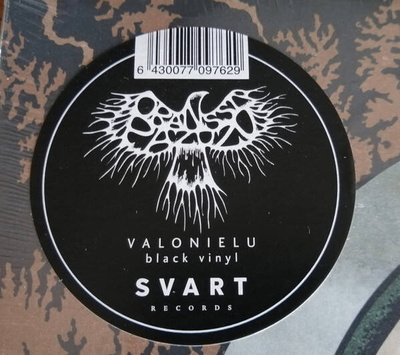 6 430077 097629
VALONIELU
black vinyl
SVART
RECORDS